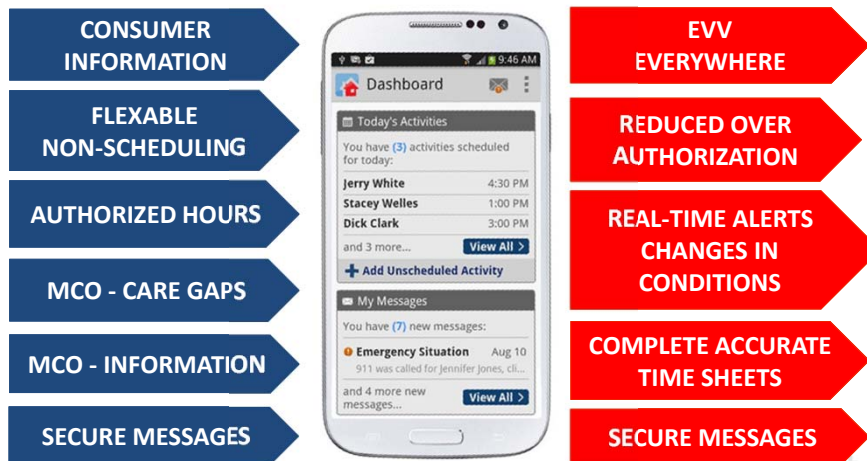 CONSUMER
INFORMATION
FLEXABLE
NON-SCHEDULING
AUTHORIZED HOURS
MCO - CARE GAPS
MCO - INFORMATION
SECURE MESSAGES
9:46 AM
Dashboard
Today's Activities
You have (3) activities scheduled
for today:
Jerry White 4:30 PM
Stacey Welles 1:00 PM
Dick Clark 3:00 PM
and 3 more... View All >
+ Add Unscheduled Activity
My Messages
You have (7) new messages:
Emergency Situation Aug 10
911 was called for Jennifer Jones, cli...
and 4 more new
messages... View All >
EVV
EVERYWHERE
REDUCED OVER
AUTHORIZATION
REAL-TIME ALERTS
CHANGES IN
CONDITIONS
COMPLETE ACCURATE
TIME SHEETS
SECURE MESSAGES